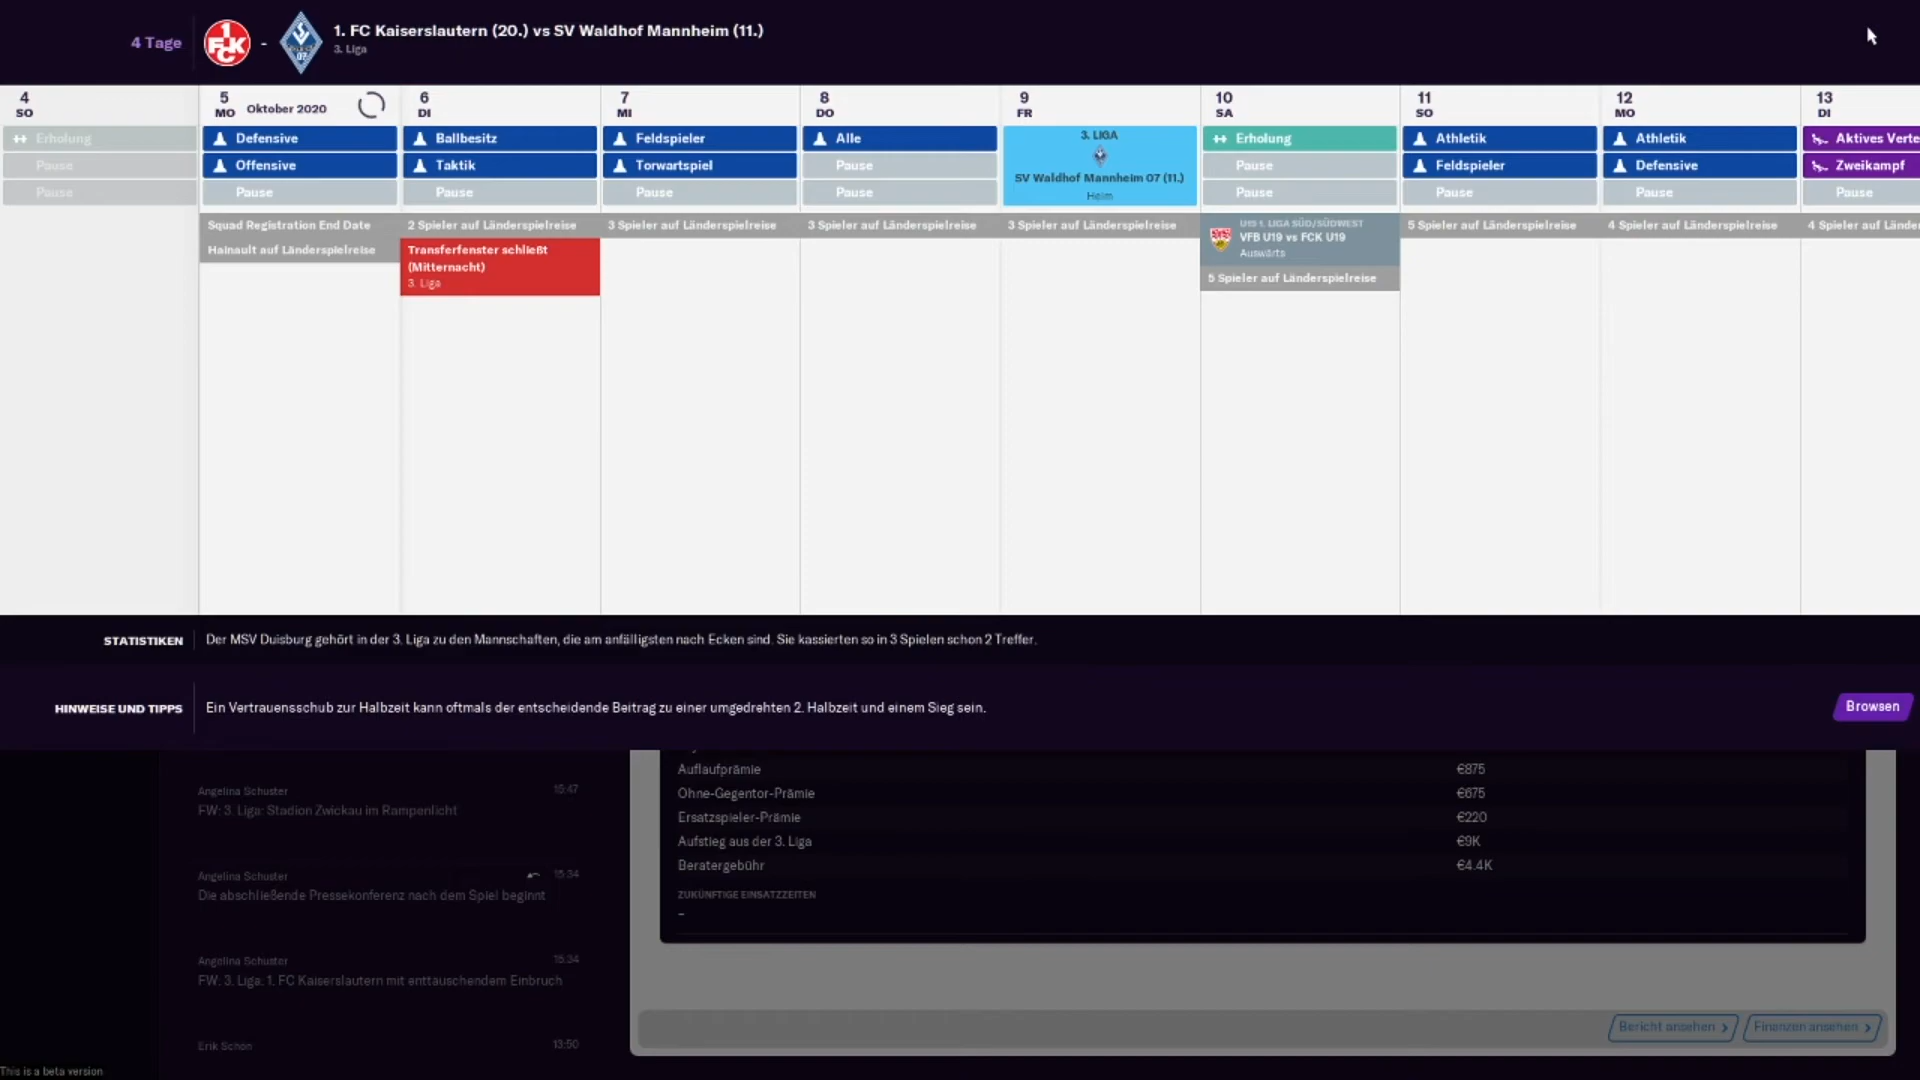 4 Tage
1. FC Kaiserslautern (20.) vs SV Waldhof Mannheim (11.)
3. Liga
4
SO
Erholung
Pause
Pause
5
MO
Oktober 2020
Defensive
Offensive
Pause
Squad Registration End Date
Hainault auf Länderspielreise
6
DI
Ballbesitz
Taktik
Pause
2 Spieler auf Länderspielreise
Transferfenster schließt
(Mitternacht)
3. Liga
7
MI
Feldspieler
Torwartspiel
Pause
3 Spieler auf Länderspielreise
8
DO
Alle
Pause
Pause
3 Spieler auf Länderspielreise
9
FR
3. LIGA
SV Waldhof Mannheim 07 (11.)
Heim
3 Spieler auf Länderspielreise
10
SA
Erholung
Pause
Pause
U19 1. LIGA SÜD/SÜDWEST
VFB U19 vs FCK U19
Auswärts
5 Spieler auf Länderspielreise
11
SO
Athletik
Feldspieler
Pause
5 Spieler auf Länderspielreise
12
MO
Athletik
Defensive
Pause
4 Spieler auf Länderspielreise
13
DI
Aktives Verte
Zweikampf
Pause
4 Spieler auf Länder
STATISTIKEN
Der MSV Duisburg gehört in der 3. Liga zu den Mannschaften, die am anfälligsten nach Ecken sind. Sie kassierten so in 3 Spielen schon 2 Treffer.
HINWEISE UND TIPPS
Ein Vertrauensschub zur Halbzeit kann oftmals der entscheidende Beitrag zu einer umgedrehten 2. Halbzeit und einem Sieg sein.
Browsen
Angelina Schuster 15:47
FW: 3. Liga: Stadion Zwickau im Rampenlicht
Angelina Schuster 15:34
Die abschließende Pressekonferenz nach dem Spiel beginnt
Angelina Schuster 15:34
FW: 3. Liga: 1. FC Kaiserslautern mit enttäuschendem Einbruch
Erik Schön 13:50
Auflaufprämie €875
Ohne-Gegentor-Prämie €675
Ersatzspieler-Prämie €220
Aufstieg aus der 3. Liga €9K
Beratergebühr €4.4K
ZUKÜNFTIGE EINSATZZEITEN
-
Bericht ansehen >
Finanzen ansehen >
This is a beta version